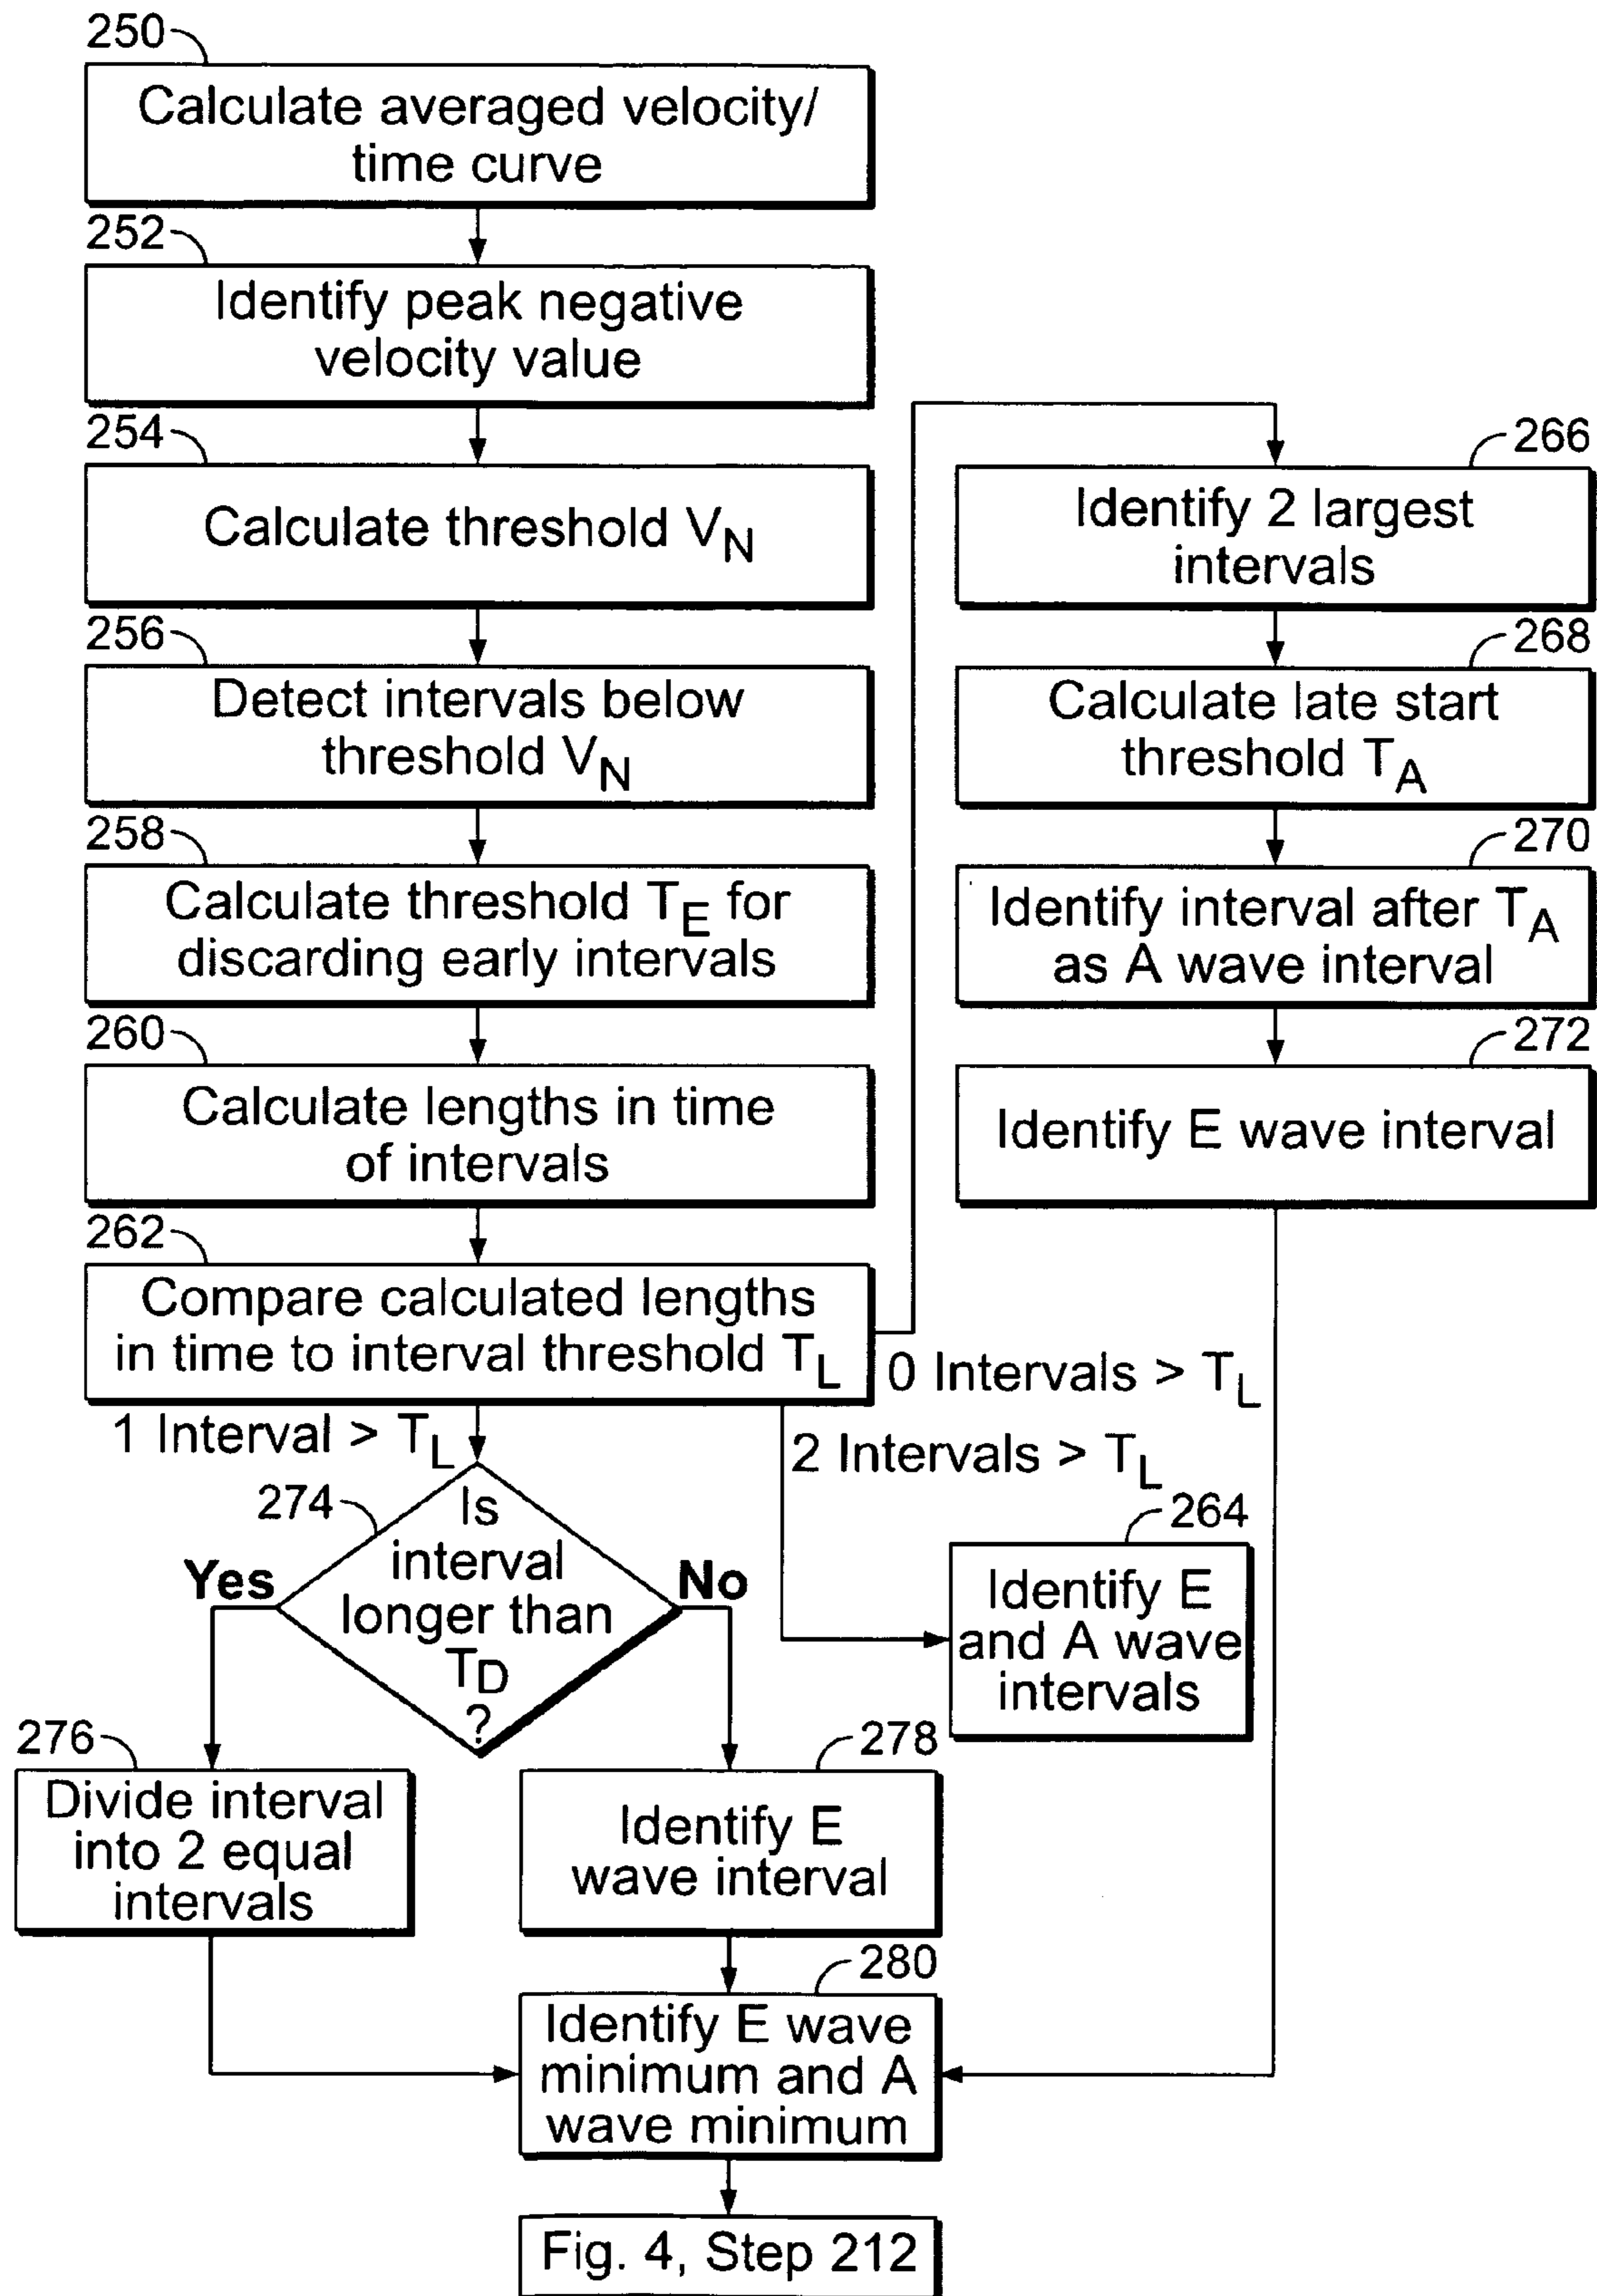 250
Calculate averaged velocity/
time curve
252
Identify peak negative
velocity value
254
Calculate threshold VN
256
Detect intervals below
threshold VN
258
Calculate threshold TE for
discarding early intervals
260
Calculate lengths in time
of intervals
262
Compare calculated lengths
in time to interval threshold TL
0 Intervals > TL
266
Identify 2 largest
intervals
268
Calculate late start
threshold TA
270
Identify interval after TA
as A wave interval
272
Identify E wave interval
1 Interval > TL
2 Intervals > TL
264
Identify E
and A wave
intervals
274
Is
interval
longer than
TD
?
Yes
No
276
Divide interval
into 2 equal
intervals
278
Identify E
wave interval
280
Identify E wave
minimum and A
wave minimum
Fig. 4, Step 212